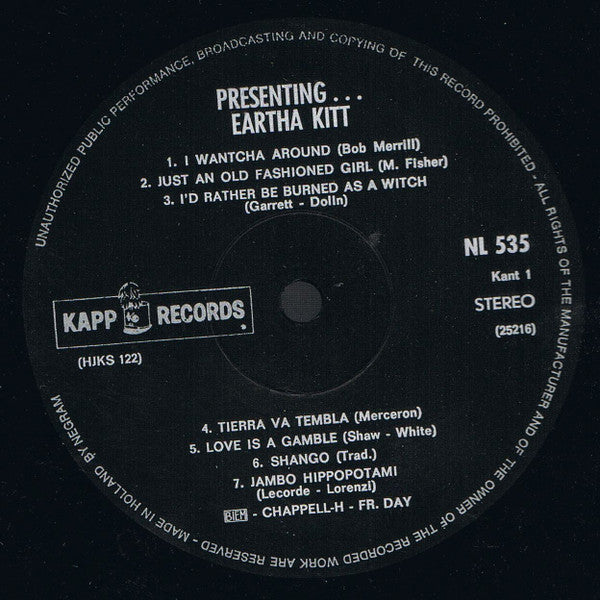 UNAUTHORIZED PUBLIC PERFORMANCE, BROADCASTING AND COPYING OF THIS RECORD PROHIBITED - ALL RIGHTS OF THE MANUFACTURER AND OF THE OWNER OF THE RECORDED WORK ARE RESERVED - MADE IN HOLLAND BY NEGRAM
PRESENTING...
EARTHA KITT
1. I WANTCHA AROUND (Bob Merrill)
2. JUST AN OLD FASHIONED GIRL (M. Fisher)
3. I'D RATHER BE BURNED AS A WITCH
(Garrett - Dolin)
NL 535
Kant 1
STEREO
(25216)
KAPP RECORDS
(HJKS 122)
4. TIERRA VA TEMBLA (Merceron)
5. LOVE IS A GAMBLE (Shaw - White)
6. SHANGO (Trad.)
7. JAMBO HIPPOPOTAMI
(Lecorde - Lorenzi)
BIEM - CHAPPELL-H - FR. DAY